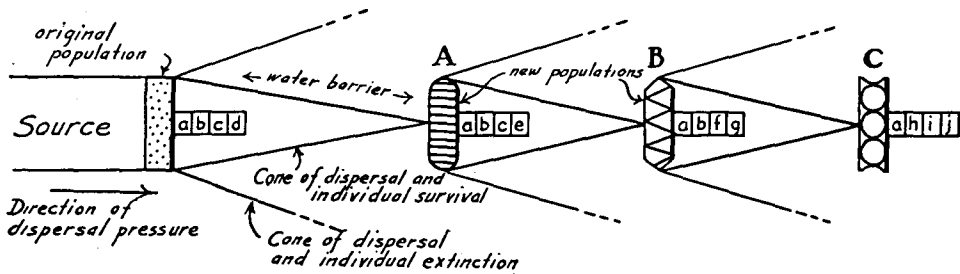 original
population
A
B
C
← water barrier →
new populations
Source
a b c d
a b c e
a b f g
a h i j
Cone of dispersal and
individual survival
Direction of
dispersal pressure
Cone of dispersal
and individual extinction